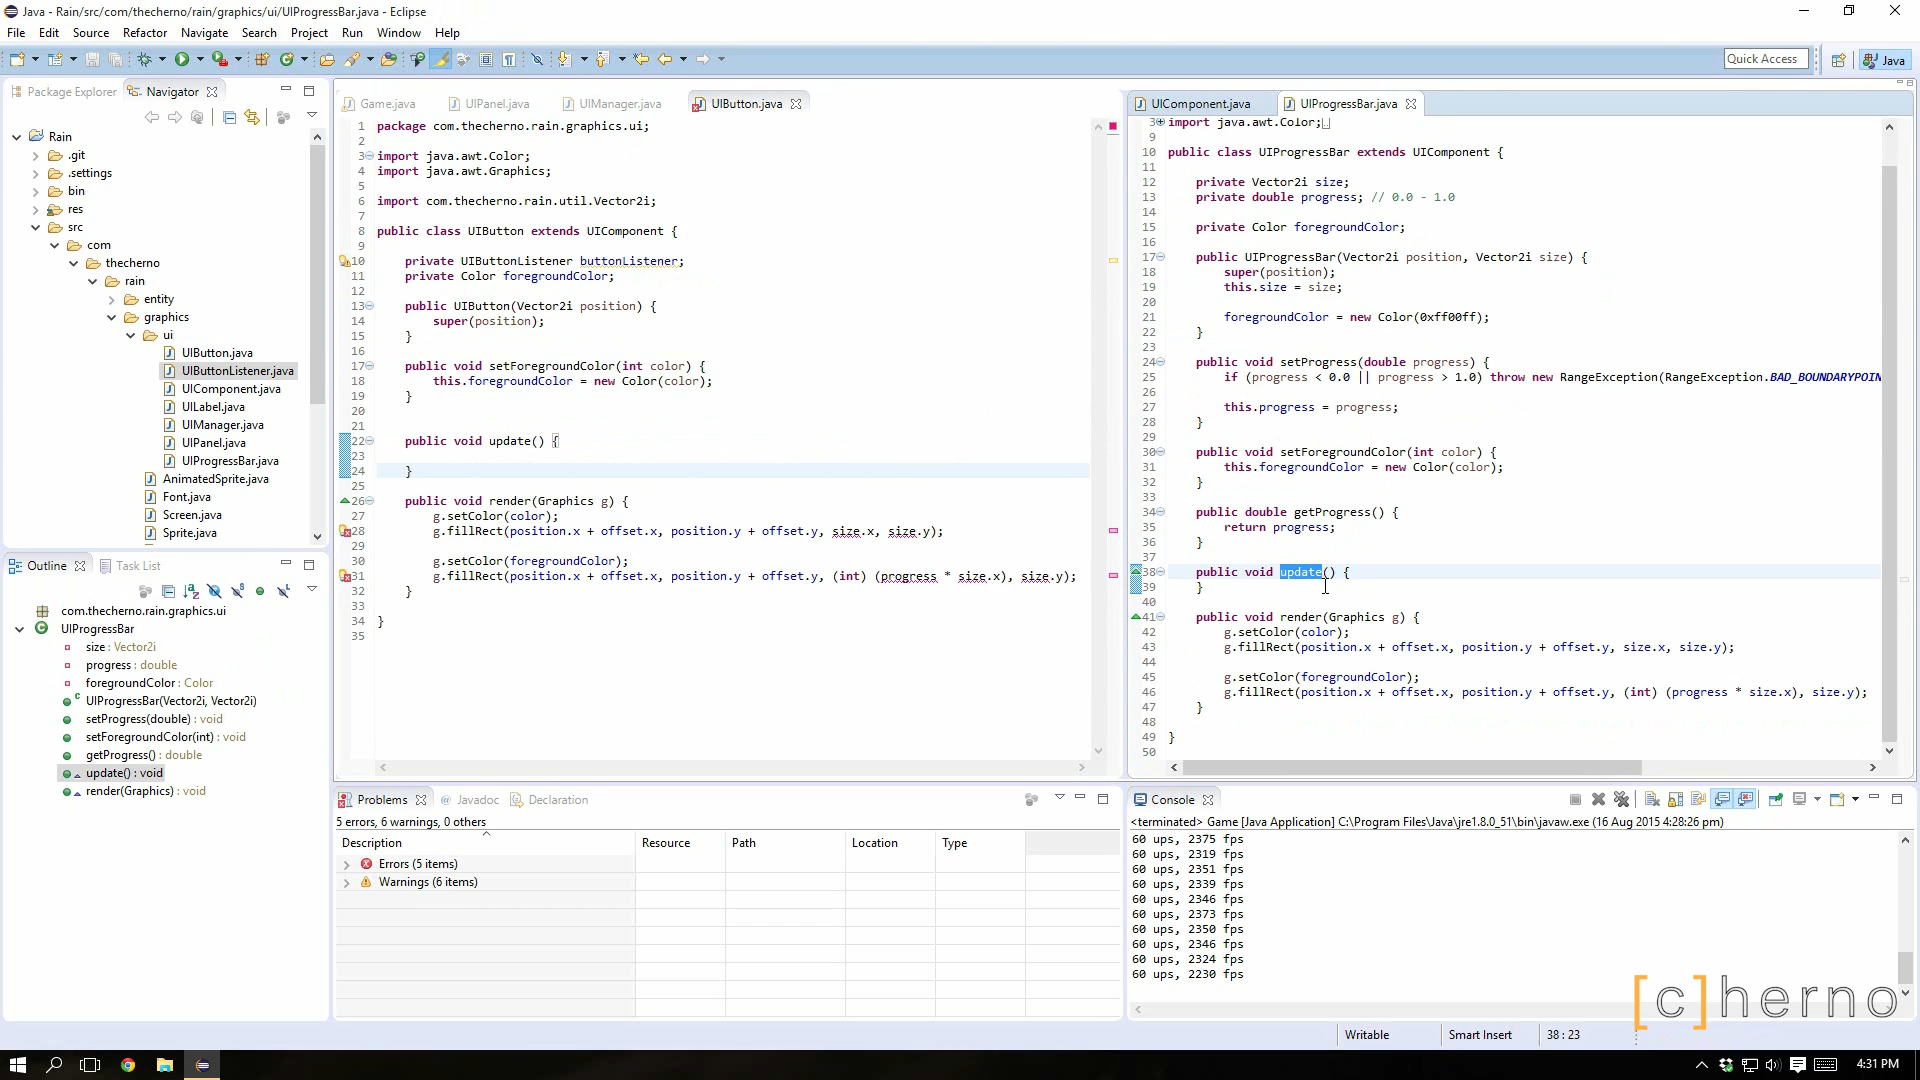 Java - Rain/src/com/thecherno/rain/graphics/ui/UIProgressBar.java - Eclipse
File Edit Source Refactor Navigate Search Project Run Window Help
Quick Access
Java
Package Explorer
Navigator
Rain
.git
.settings
bin
res
src
com
thecherno
rain
entity
graphics
ui
UIButton.java
UIButtonListener.java
UIComponent.java
UILabel.java
UIManager.java
UIPanel.java
UIProgressBar.java
AnimatedSprite.java
Font.java
Screen.java
Sprite.java
Outline
Task List
com.thecherno.rain.graphics.ui
UIProgressBar
size : Vector2i
progress : double
foregroundColor : Color
UIProgressBar(Vector2i, Vector2i)
setProgress(double) : void
setForegroundColor(int) : void
getProgress() : double
update() : void
render(Graphics) : void
Game.java
UIPanel.java
UIManager.java
UIButton.java
1 package com.thecherno.rain.graphics.ui;
2
3 import java.awt.Color;
4 import java.awt.Graphics;
5
6 import com.thecherno.rain.util.Vector2i;
7
8 public class UIButton extends UIComponent {
9
10 private UIButtonListener buttonListener;
11 private Color foregroundColor;
12
13 public UIButton(Vector2i position) {
14 super(position);
15 }
16
17 public void setForegroundColor(int color) {
18 this.foregroundColor = new Color(color);
19 }
20
21
22 public void update() {
23
24 }
25
26 public void render(Graphics g) {
27 g.setColor(color);
28 g.fillRect(position.x + offset.x, position.y + offset.y, size.x, size.y);
29
30 g.setColor(foregroundColor);
31 g.fillRect(position.x + offset.x, position.y + offset.y, (int) (progress * size.x), size.y);
32 }
33
34 }
35
UIComponent.java
UIProgressBar.java
3 import java.awt.Color;
9
10 public class UIProgressBar extends UIComponent {
11
12 private Vector2i size;
13 private double progress; // 0.0 - 1.0
14
15 private Color foregroundColor;
16
17 public UIProgressBar(Vector2i position, Vector2i size) {
18 super(position);
19 this.size = size;
20
21 foregroundColor = new Color(0xff00ff);
22 }
23
24 public void setProgress(double progress) {
25 if (progress < 0.0 || progress > 1.0) throw new RangeException(RangeException.BAD_BOUNDARYPOIN
26
27 this.progress = progress;
28 }
29
30 public void setForegroundColor(int color) {
31 this.foregroundColor = new Color(color);
32 }
33
34 public double getProgress() {
35 return progress;
36 }
37
38 public void update() {
39 }
40
41 public void render(Graphics g) {
42 g.setColor(color);
43 g.fillRect(position.x + offset.x, position.y + offset.y, size.x, size.y);
44
45 g.setColor(foregroundColor);
46 g.fillRect(position.x + offset.x, position.y + offset.y, (int) (progress * size.x), size.y);
47 }
48
49 }
50
Problems
Javadoc
Declaration
5 errors, 6 warnings, 0 others
Description Resource Path Location Type
Errors (5 items)
Warnings (6 items)
Console
<terminated> Game [Java Application] C:\Program Files\Java\jre1.8.0_51\bin\javaw.exe (16 Aug 2015 4:28:26 pm)
60 ups, 2375 fps
60 ups, 2319 fps
60 ups, 2351 fps
60 ups, 2339 fps
60 ups, 2346 fps
60 ups, 2373 fps
60 ups, 2350 fps
60 ups, 2346 fps
60 ups, 2324 fps
60 ups, 2230 fps
[c]herno
Writable Smart Insert 38 : 23
4:31 PM